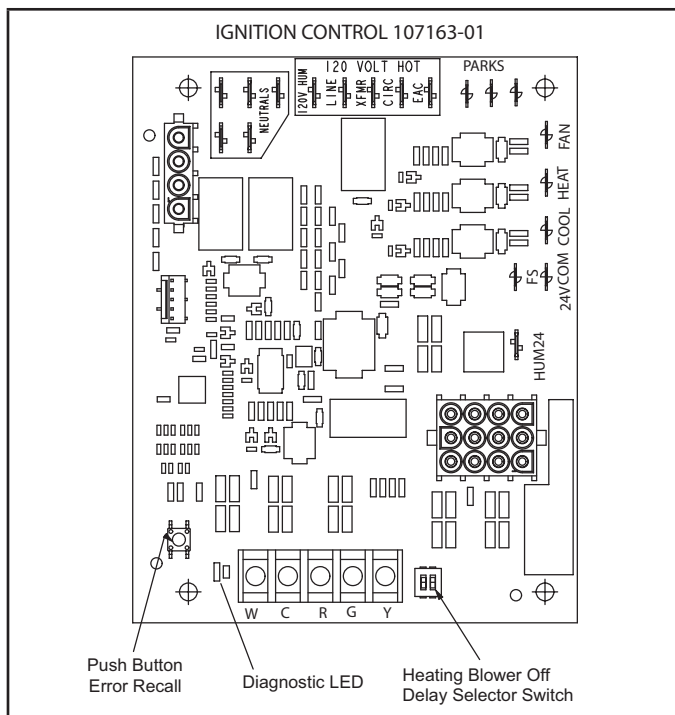 IGNITION CONTROL 107163-01
120 VOLT HOT
PARKS
NEUTRALS
120V HUM
LINE
XFMR
CIRC
EAC
FAN
HEAT
COOL
24VCOM
FS
HUM24
W C R G Y
Push Button
Error Recall
Diagnostic LED
Heating Blower Off
Delay Selector Switch